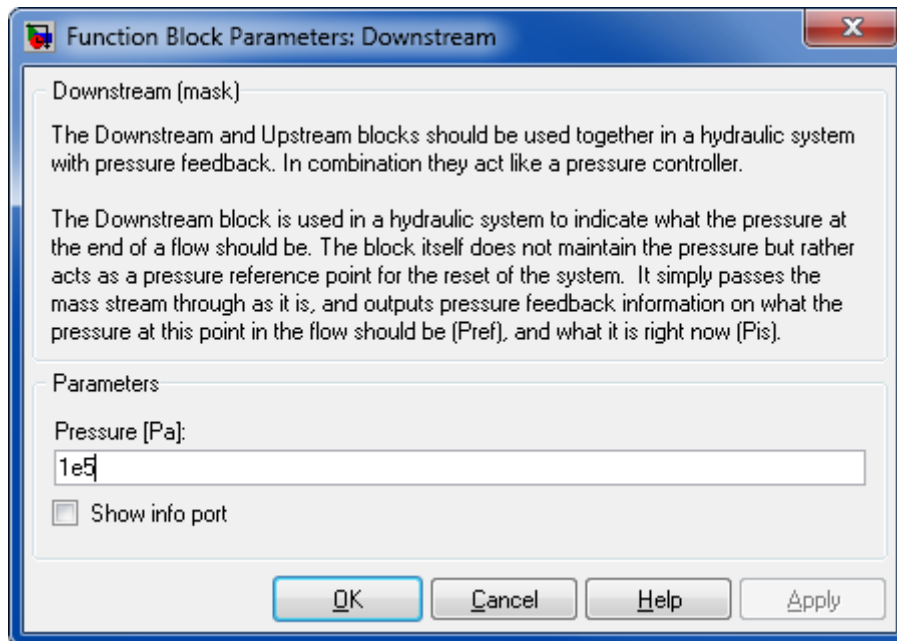 Function Block Parameters: Downstream
Downstream (mask)
The Downstream and Upstream blocks should be used together in a hydraulic system
with pressure feedback. In combination they act like a pressure controller.
The Downstream block is used in a hydraulic system to indicate what the pressure at
the end of a flow should be. The block itself does not maintain the pressure but rather
acts as a pressure reference point for the reset of the system.  It simply passes the
mass stream through as it is, and outputs pressure feedback information on what the
pressure at this point in the flow should be (Pref), and what it is right now (Pis).
Parameters
Pressure [Pa]:
1e5
Show info port
OK Cancel Help Apply